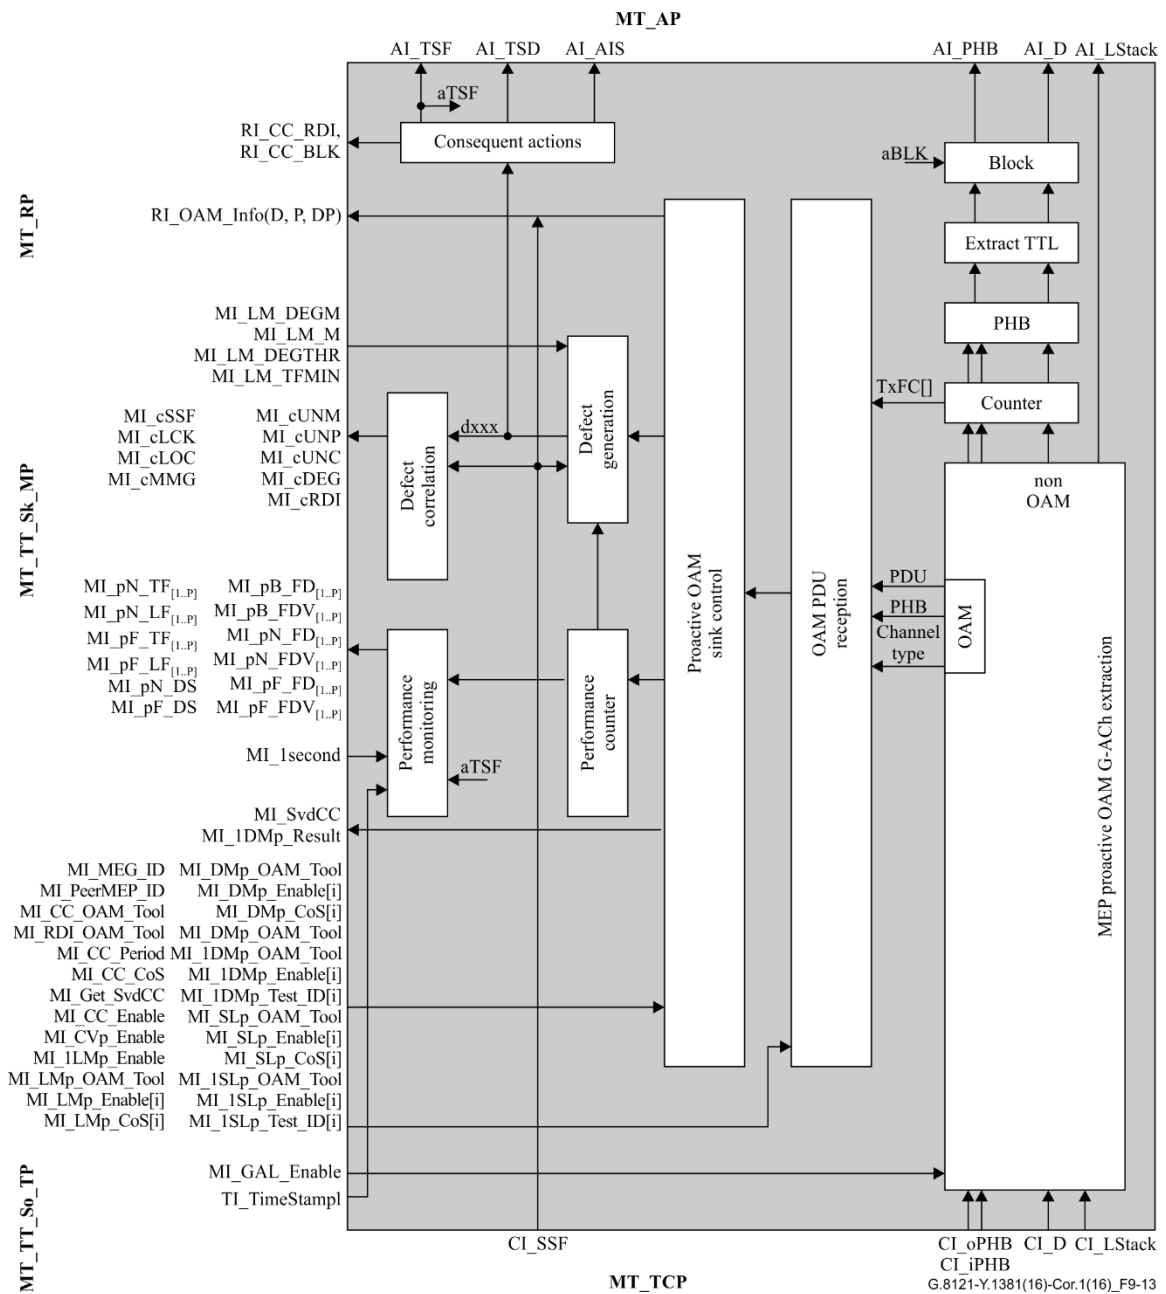 MT_AP
AI_TSF AI_TSD AI_AIS AI_PHB AI_D AI_LStack
aTSF
RI_CC_RDI,
RI_CC_BLK
Consequent actions
aBLK
Block
MT_RP
RI_OAM_Info(D, P, DP)
Extract TTL
MI_LM_DEGM
MI_LM_M
MI_LM_DEGTHR
MI_LM_TFMIN
PHB
TxFC[]
Counter
MT_TT_Sk_MP
MI_cSSF MI_cUNM
MI_cLCK MI_cUNP
MI_cLOC MI_cUNC
MI_cMMG MI_cDEG
MI_cRDI
dxxx
Defect
correlation
Defect
generation
Proactive OAM
sink control
OAM PDU
reception
non
OAM
PDU
PHB
Channel
type
OAM
MEP proactive OAM G-ACh extraction
MI_pN_TF[1..P] MI_pB_FD[1..P]
MI_pN_LF[1..P] MI_pB_FDV[1..P]
MI_pF_TF[1..P] MI_pN_FD[1..P]
MI_pF_LF[1..P] MI_pN_FDV[1..P]
MI_pN_DS MI_pF_FD[1..P]
MI_pF_DS MI_pF_FDV[1..P]
Performance
monitoring
Performance
counter
MI_1second
aTSF
MI_SvdCC
MI_1DMp_Result
MI_MEG_ID MI_DMp_OAM_Tool
MI_PeerMEP_ID MI_DMp_Enable[i]
MI_CC_OAM_Tool MI_DMp_CoS[i]
MI_RDI_OAM_Tool MI_DMp_OAM_Tool
MI_CC_Period MI_1DMp_OAM_Tool
MI_CC_CoS MI_1DMp_Enable[i]
MI_Get_SvdCC MI_1DMp_Test_ID[i]
MI_CC_Enable MI_SLp_OAM_Tool
MI_CVp_Enable MI_SLp_Enable[i]
MI_1LMp_Enable MI_SLp_CoS[i]
MI_LMp_OAM_Tool MI_1SLp_OAM_Tool
MI_LMp_Enable[i] MI_1SLp_Enable[i]
MI_LMp_CoS[i] MI_1SLp_Test_ID[i]
MT_TT_So_TP
MI_GAL_Enable
TI_TimeStampl
CI_SSF CI_oPHB CI_D CI_LStack
CI_iPHB
MT_TCP
G.8121-Y.1381(16)-Cor.1(16)_F9-13